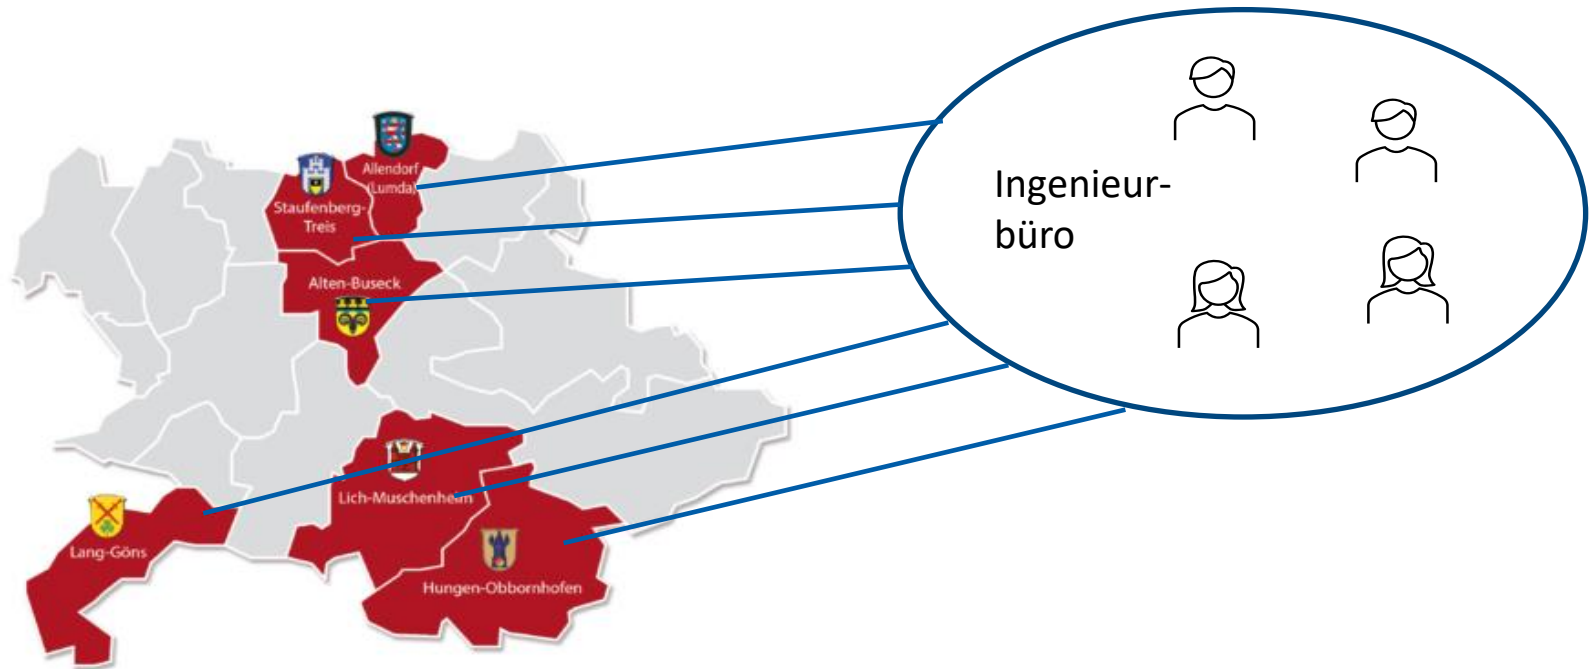 Allendorf
(Lumda)
Staufenberg-
Treis
Alten-Buseck
Lich-Muschenheim
Lang-Göns
Hungen-Obbornhofen
Ingenieur-
büro